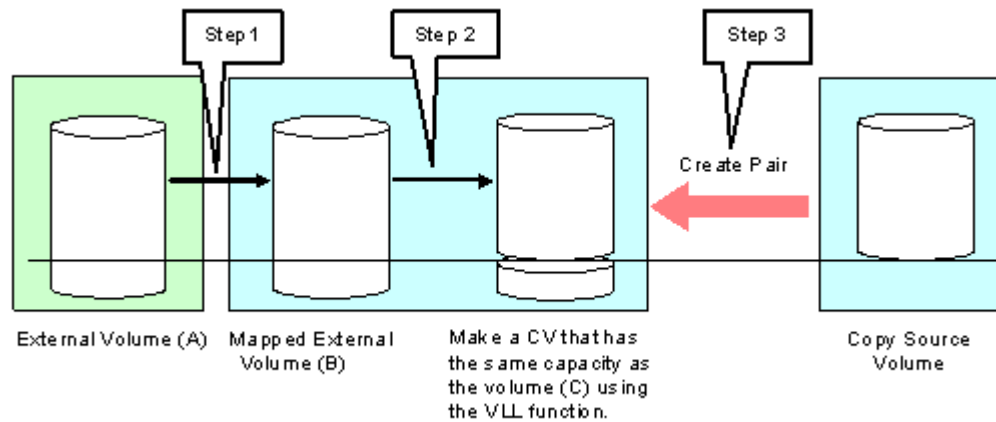 Step 1
Step 2
Step 3
Create Pair
External Volume (A)
Mapped External
Volume (B)
Make a CV that has
the same capacity as
the volume (C) using
the VLL function.
Copy Source
Volume